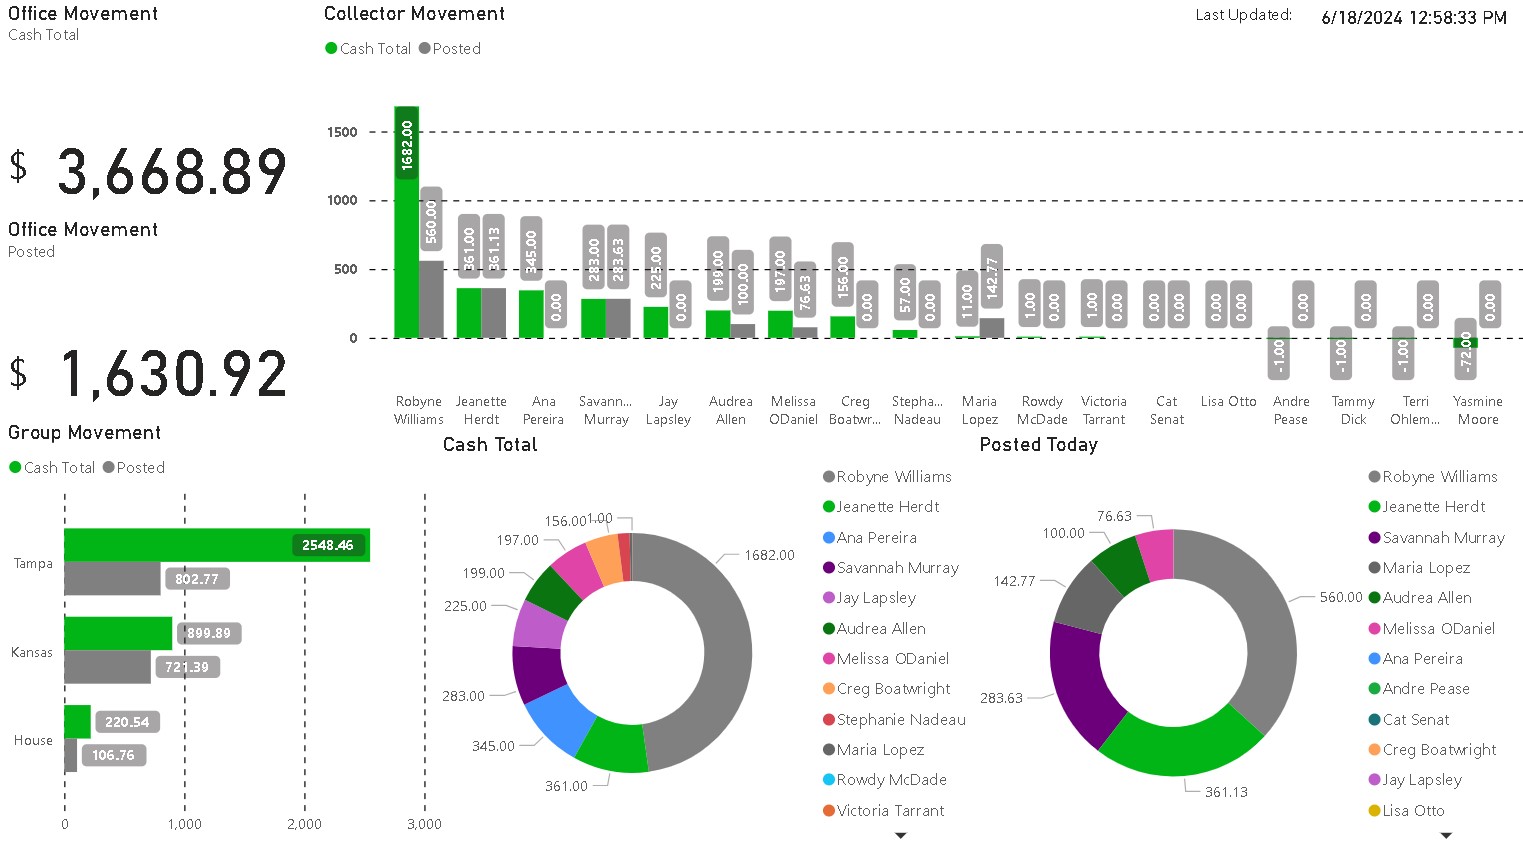 Office Movement
Cash Total
$ 3,668.89
Office Movement
Posted
$ 1,630.92
Collector Movement
Cash Total Posted
Last Updated: 6/18/2024 12:58:33 PM
1500
1000
500
0
1682.00 560.00
361.00 361.13
345.00 0.00
283.00 283.63
225.00 0.00
199.00 100.00
197.00 76.63
156.00 0.00
57.00 0.00
11.00 142.77
1.00 0.00
1.00 0.00
0.00 0.00
0.00 0.00
-1.00 0.00
-1.00 0.00
-1.00 0.00
-72.00 0.00
Robyne Williams
Jeanette Herdt
Ana Pereira
Savann... Murray
Jay Lapsley
Audrea Allen
Melissa ODaniel
Creg Boatwr...
Stepha... Nadeau
Maria Lopez
Rowdy McDade
Victoria Tarrant
Cat Senat
Lisa Otto
Andre Pease
Tammy Dick
Terri Ohlem...
Yasmine Moore
Group Movement
Cash Total Posted
Tampa
2548.46
802.77
Kansas
899.89
721.39
House
220.54
106.76
0 1,000 2,000 3,000
Cash Total
1682.00
361.00
345.00
283.00
225.00
199.00
197.00
156.00
1.00
Robyne Williams
Jeanette Herdt
Ana Pereira
Savannah Murray
Jay Lapsley
Audrea Allen
Melissa ODaniel
Creg Boatwright
Stephanie Nadeau
Maria Lopez
Rowdy McDade
Victoria Tarrant
Posted Today
560.00
361.13
283.63
142.77
100.00
76.63
Robyne Williams
Jeanette Herdt
Savannah Murray
Maria Lopez
Audrea Allen
Melissa ODaniel
Ana Pereira
Andre Pease
Cat Senat
Creg Boatwright
Jay Lapsley
Lisa Otto